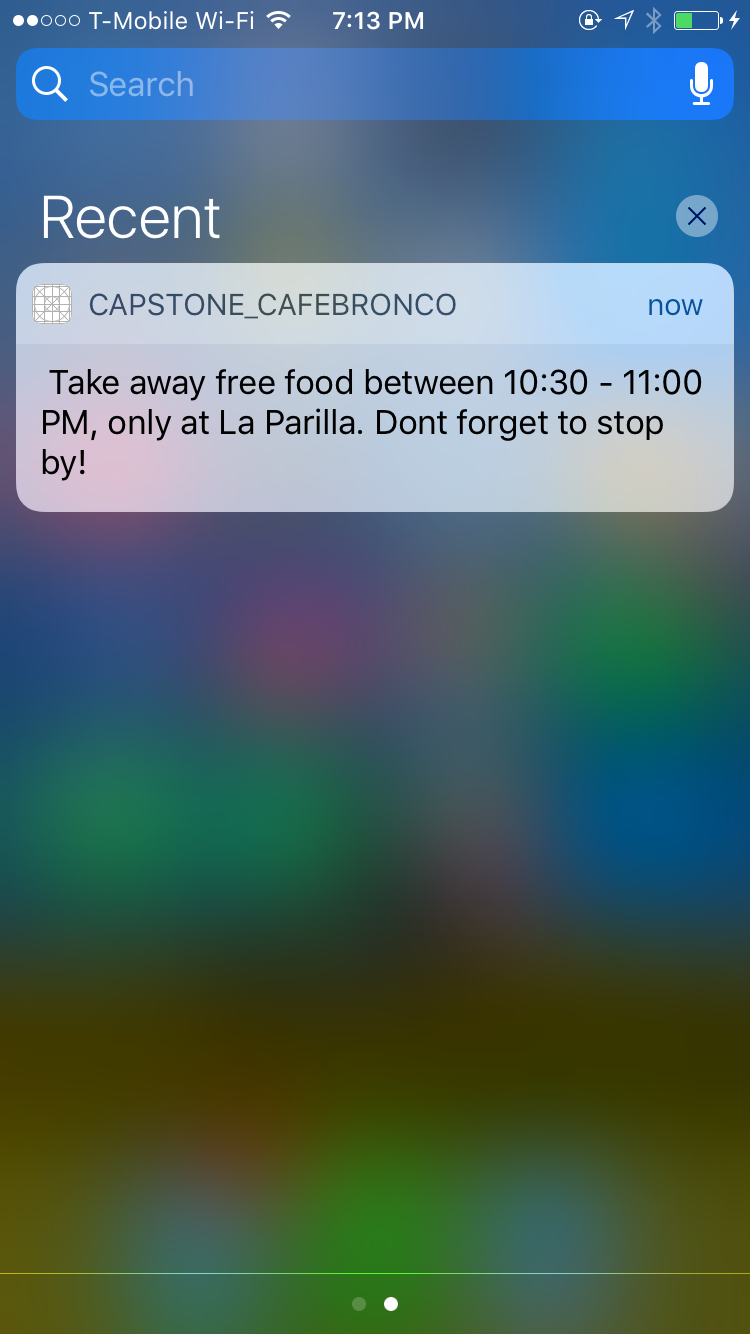 T-Mobile Wi-Fi 7:13 PM
Search
Recent
CAPSTONE_CAFEBRONCO now
Take away free food between 10:30 - 11:00
PM, only at La Parilla. Dont forget to stop
by!